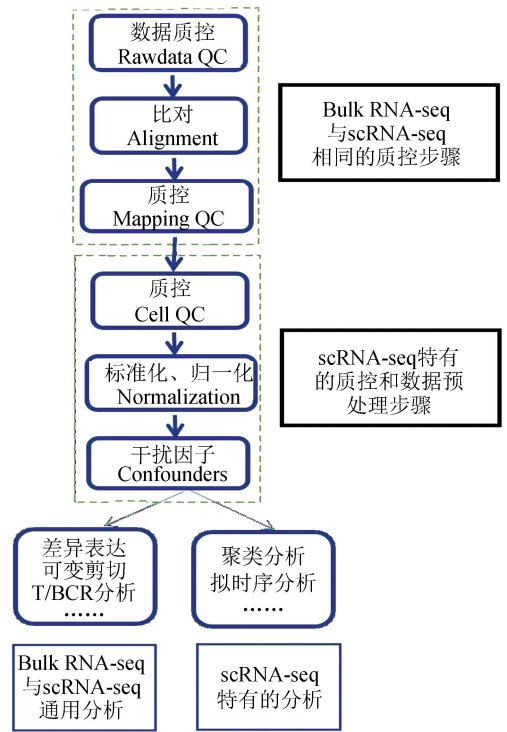 数据质控
Rawdata QC
比对
Alignment
质控
Mapping QC
Bulk RNA-seq
与scRNA-seq
相同的质控步骤
质控
Cell QC
标准化、归一化
Normalization
干扰因子
Confounders
scRNA-seq特有
的质控和数据预
处理步骤
差异表达
可变剪切
T/BCR分析
……
聚类分析
拟时序分析
……
Bulk RNA-seq
与scRNA-seq
通用分析
scRNA-seq
特有的分析